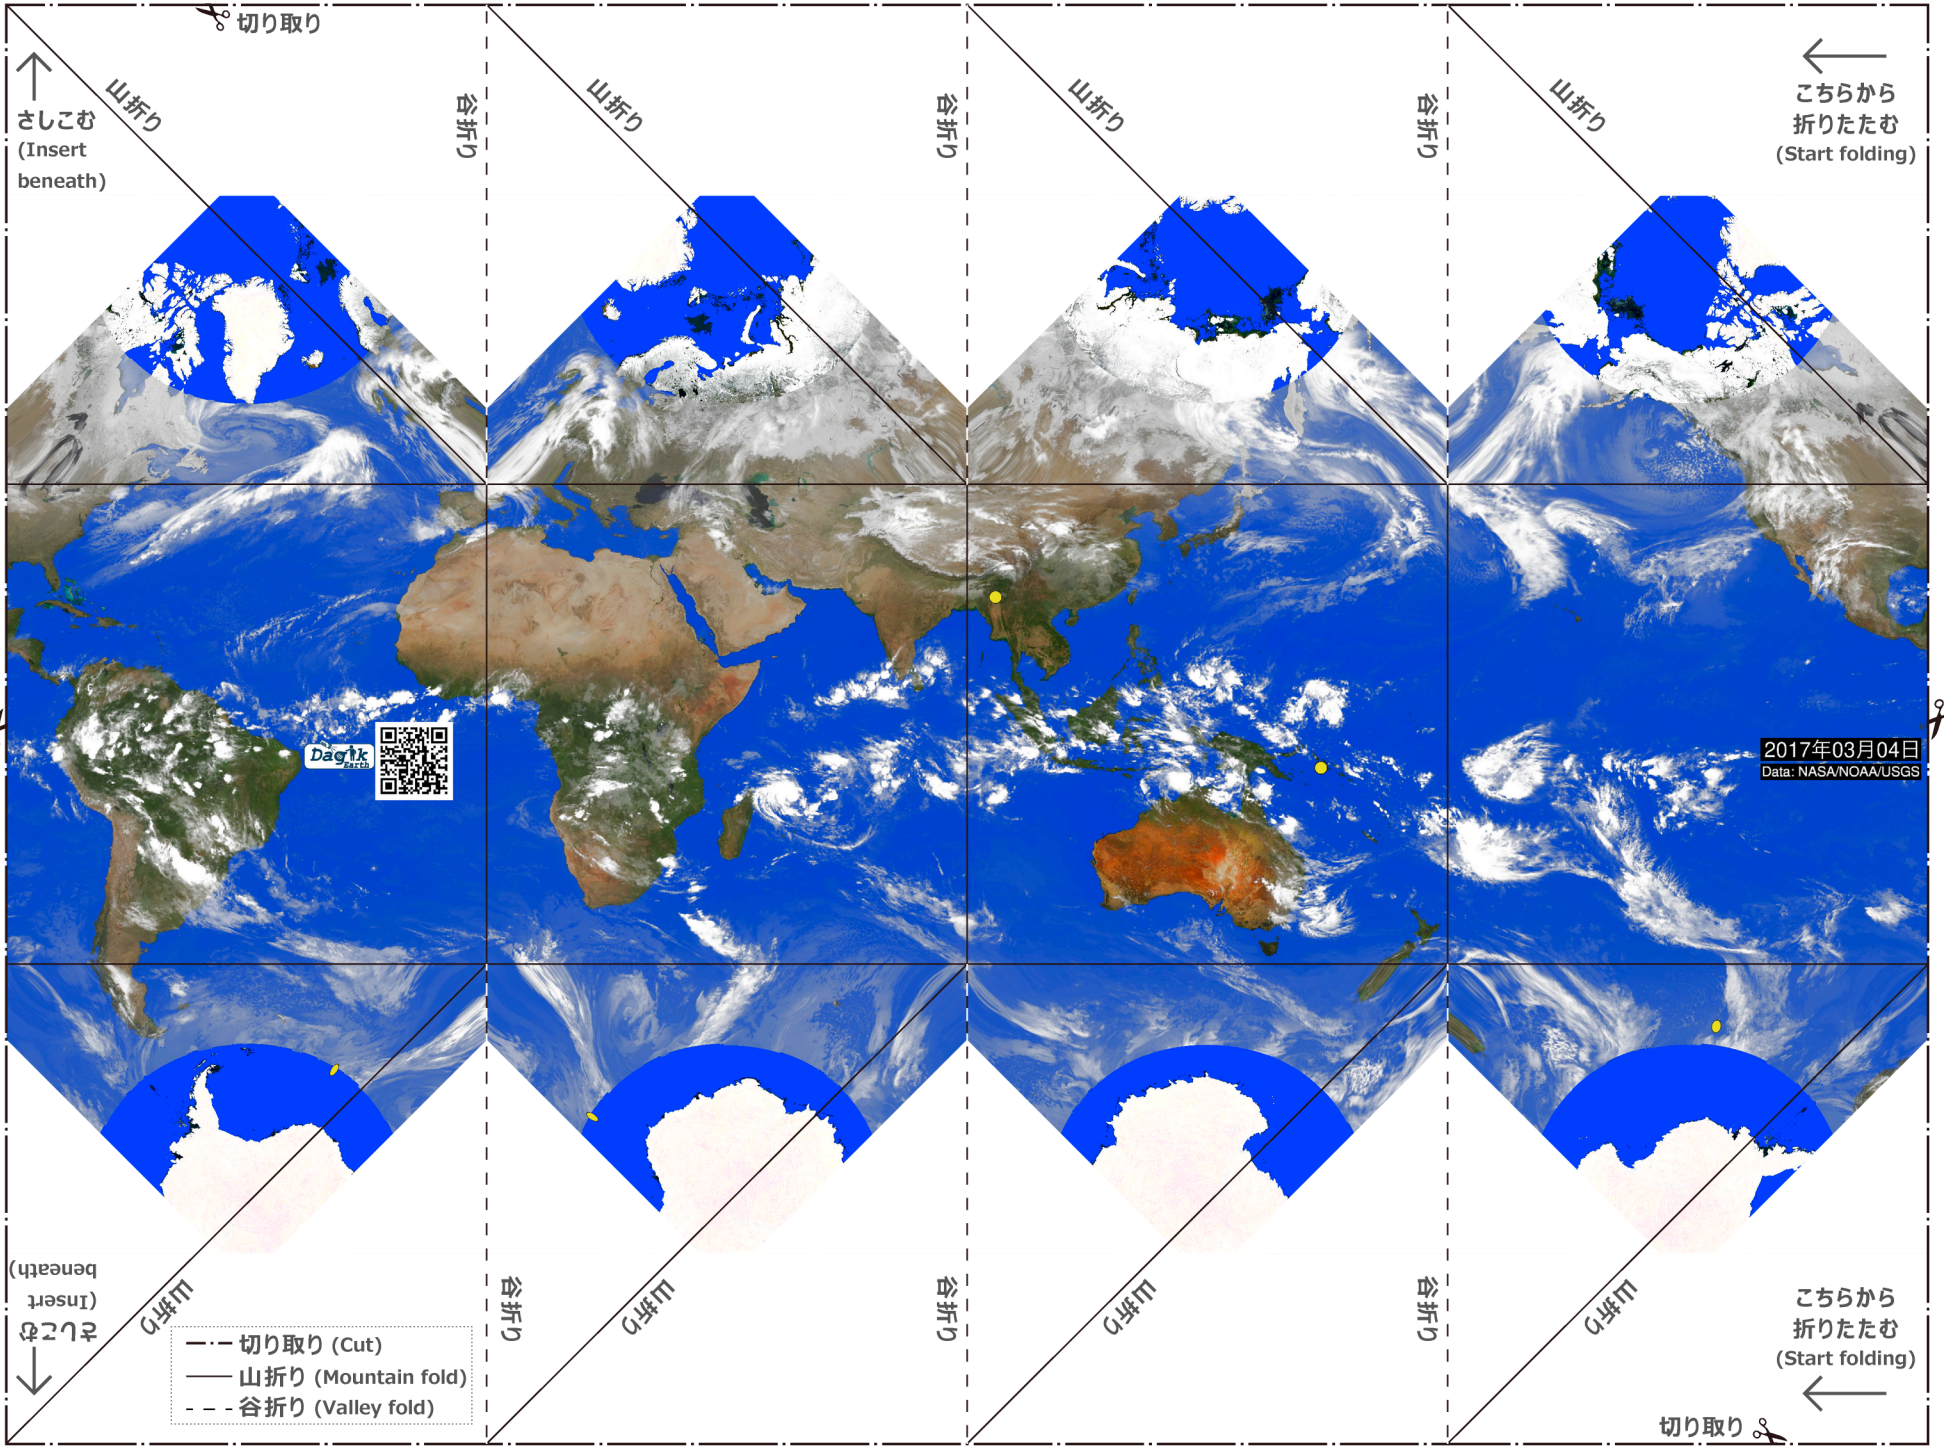 切り取り
山折り
谷折り
山折り
谷折り
山折り
谷折り
山折り
さしこむ
(Insert
beneath)
こちらから
折りたたむ
(Start folding)
Dagik
Earth
2017年03月04日
Data: NASA/NOAA/USGS
さしこむ
(Insert
beneath)
山折り
谷折り
山折り
谷折り
山折り
谷折り
山折り
こちらから
折りたたむ
(Start folding)
切り取り (Cut)
山折り (Mountain fold)
谷折り (Valley fold)
切り取り